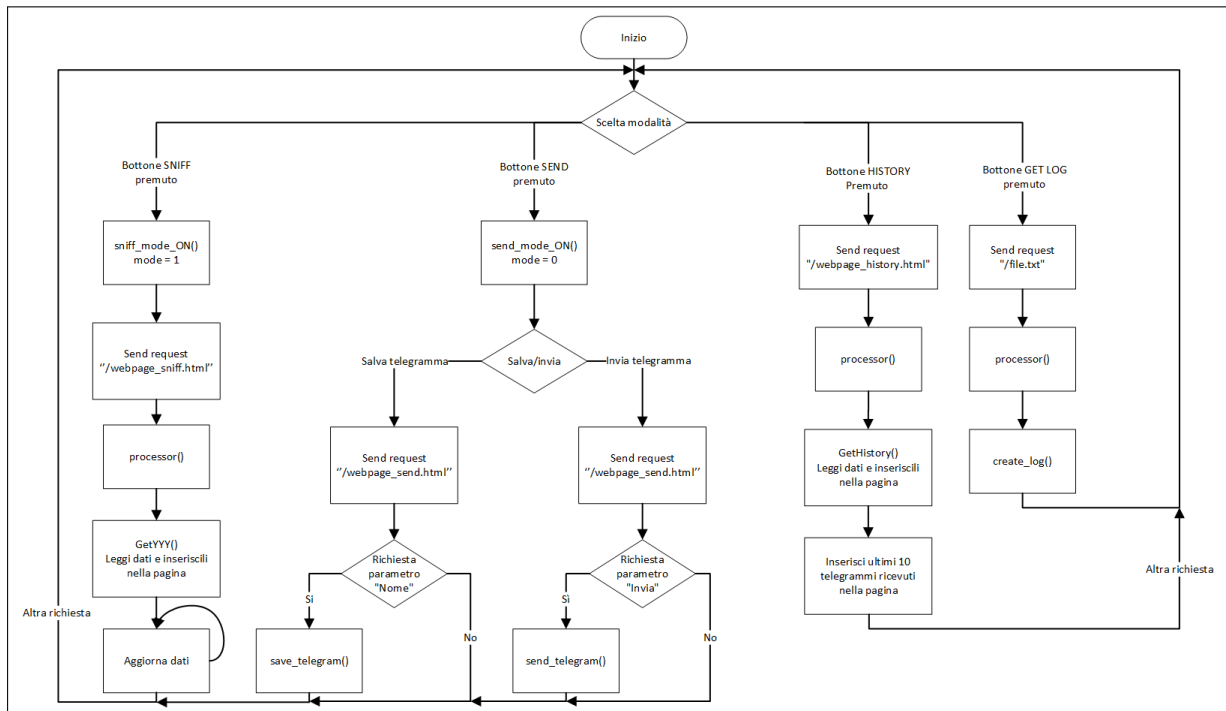 Inizio
Scelta modalità
Bottone SNIFF
premuto
Bottone SEND
premuto
Bottone HISTORY
Premuto
Bottone GET LOG
premuto
sniff_mode_ON()
mode = 1
send_mode_ON()
mode = 0
Send request
"/webpage_history.html"
Send request
"/file.txt"
Send request
‘’/webpage_sniff.html’’
Salva telegramma
Salva/invia
Invia telegramma
processor()
processor()
processor()
Send request
‘’/webpage_send.html’’
Send request
‘’/webpage_send.html’’
GetHistory()
Leggi dati e inseriscili
nella pagina
create_log()
GetYYY()
Leggi dati e inseriscili
nella pagina
Richiesta
parametro
"Nome"
Richiesta
parametro
"Invia"
Inserisci ultimi 10
telegrammi ricevuti
nella pagina
Altra richiesta
Altra richiesta
Sì
No
Sì
No
Aggiorna dati
save_telegram()
send_telegram()